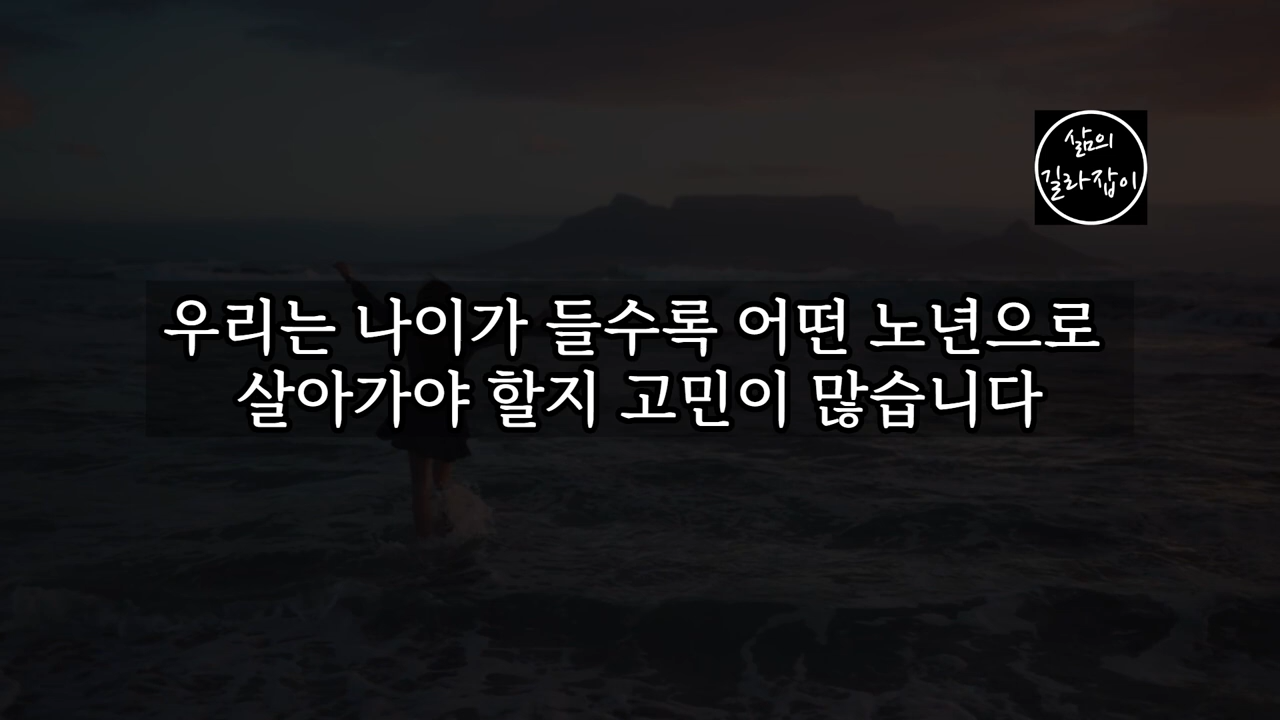 삶의
길라잡이
우리는 나이가 들수록 어떤 노년으로
살아가야 할지 고민이 많습니다